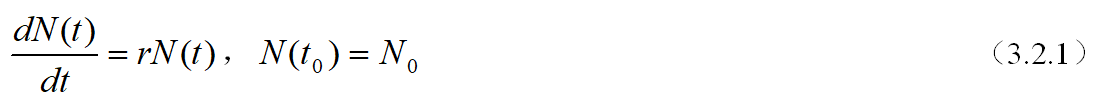 dN(t)/dt = rN(t)，N(t₀) = N₀ （3.2.1）